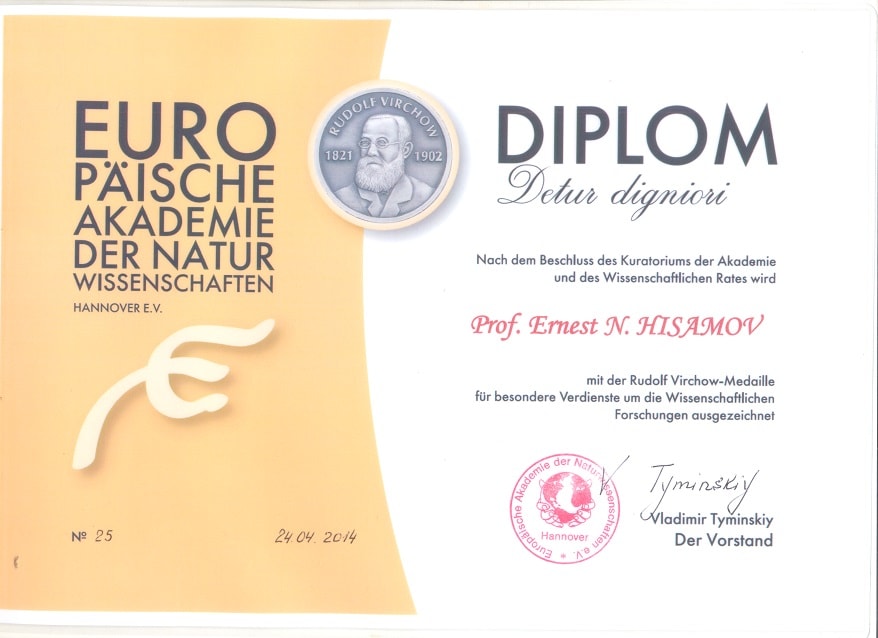 EURO
PÄISCHE
AKADEMIE
DER NATUR
WISSENSCHAFTEN
HANNOVER E.V.
RUDOLF VIRCHOW
1821 1902
№ 25
24.04.2014
DIPLOM
Detur digniori
Nach dem Beschluss des Kuratoriums der Akademie
und des Wissenschaftlichen Rates wird
Prof. Ernest N. HISAMOV
mit der Rudolf Virchow-Medaille
für besondere Verdienste um die Wissenschaftlichen
Forschungen ausgezeichnet
Europäische Akademie der Naturwissenschaften e.V. *
Hannover
Tyminskiy
Vladimir Tyminskiy
Der Vorstand